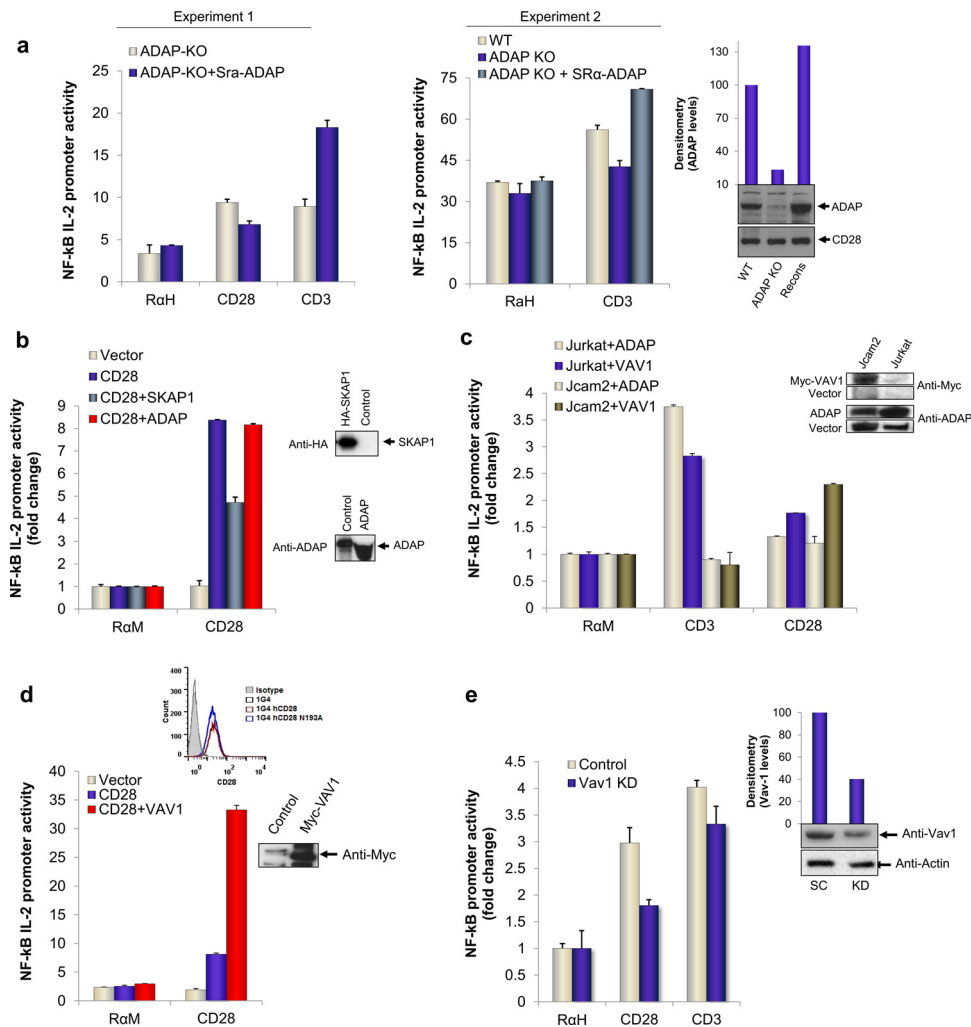 Experiment 1
Experiment 2
a
ADAP-KO
ADAP-KO+Sra-ADAP
NF-kB IL-2 promoter activity
25
20
15
10
5
0
RαH
CD28
CD3
WT
ADAP KO
ADAP KO + SRα-ADAP
NF-kB IL-2 promoter activity
75
60
45
30
15
0
RaH
CD3
Densitometry
(ADAP levels)
130
100
70
40
10
ADAP
CD28
WT
ADAP KO
Recons
b
Vector
CD28
CD28+SKAP1
CD28+ADAP
NF-kB IL-2 promoter activity
(fold change)
9
8
7
6
5
4
3
2
1
0
RαM
CD28
HA-SKAP1
Control
Anti-HA
SKAP1
Control
ADAP
Anti-ADAP
ADAP
c
Jurkat+ADAP
Jurkat+VAV1
Jcam2+ADAP
Jcam2+VAV1
NF-kB IL-2 promoter activity
(fold change)
4
3.5
3
2.5
2
1.5
1
0.5
0
RαM
CD3
CD28
Jcam2
Jurkat
Myc-VAV1
Vector
Anti-Myc
ADAP
Vector
Anti-ADAP
d
400
300
200
100
0
Count
10⁰
10²
10⁴
CD28
Isotype
1G4
1G4 hCD28
1G4 hCD28 N193A
Vector
CD28
CD28+VAV1
NF-kB IL-2 promoter activity
40
35
30
25
20
15
10
5
0
RαM
CD28
Control
Myc-VAV1
Anti-Myc
e
Control
Vav1 KD
NF-kB promoter activity
(fold change)
4.5
4
3.5
3
2.5
2
1.5
1
0.5
0
RαH
CD28
CD3
Densitometry
(Vav-1 levels)
100
80
60
40
20
0
Anti-Vav1
Anti-Actin
SC
KD